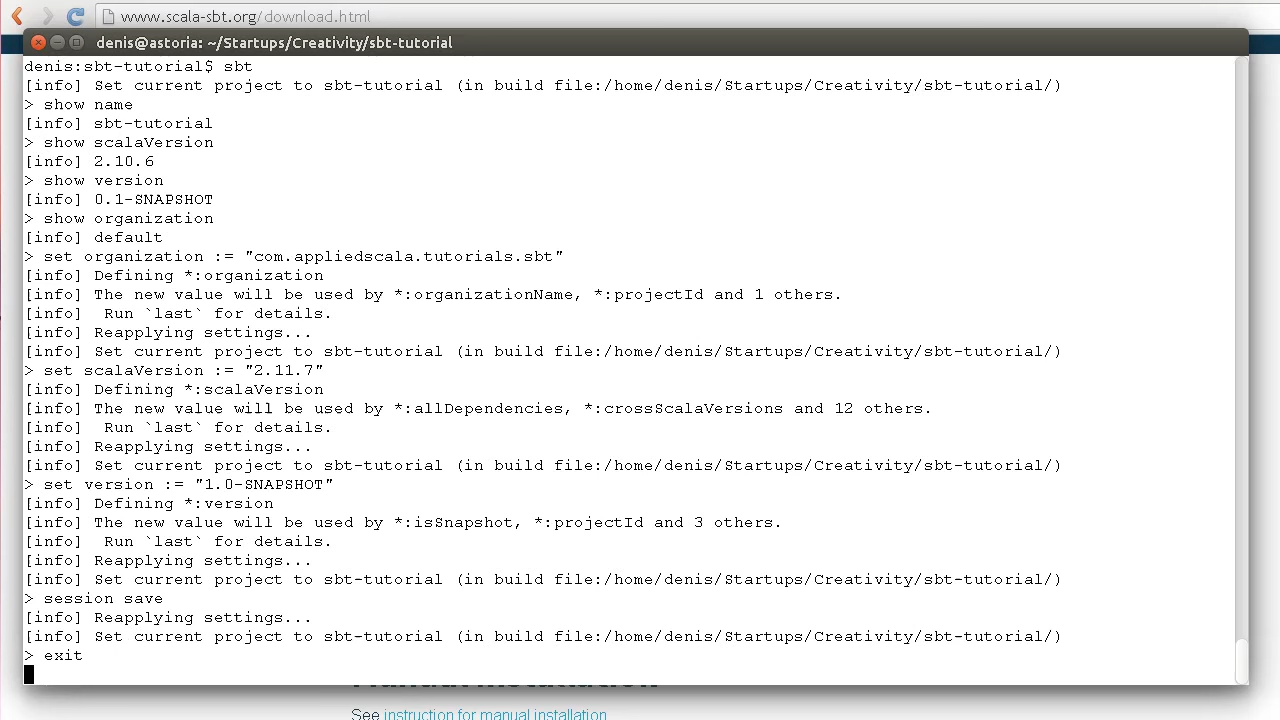 www.scala-sbt.org/download.html
denis@astoria: ~/Startups/Creativity/sbt-tutorial
denis:sbt-tutorial$ sbt
[info] Set current project to sbt-tutorial (in build file:/home/denis/Startups/Creativity/sbt-tutorial/)
> show name
[info] sbt-tutorial
> show scalaVersion
[info] 2.10.6
> show version
[info] 0.1-SNAPSHOT
> show organization
[info] default
> set organization := "com.appliedscala.tutorials.sbt"
[info] Defining *:organization
[info] The new value will be used by *:organizationName, *:projectId and 1 others.
[info]  Run `last` for details.
[info] Reapplying settings...
[info] Set current project to sbt-tutorial (in build file:/home/denis/Startups/Creativity/sbt-tutorial/)
> set scalaVersion := "2.11.7"
[info] Defining *:scalaVersion
[info] The new value will be used by *:allDependencies, *:crossScalaVersions and 12 others.
[info]  Run `last` for details.
[info] Reapplying settings...
[info] Set current project to sbt-tutorial (in build file:/home/denis/Startups/Creativity/sbt-tutorial/)
> set version := "1.0-SNAPSHOT"
[info] Defining *:version
[info] The new value will be used by *:isSnapshot, *:projectId and 3 others.
[info]  Run `last` for details.
[info] Reapplying settings...
[info] Set current project to sbt-tutorial (in build file:/home/denis/Startups/Creativity/sbt-tutorial/)
> session save
[info] Reapplying settings...
[info] Set current project to sbt-tutorial (in build file:/home/denis/Startups/Creativity/sbt-tutorial/)
> exit
See instruction for manual installation